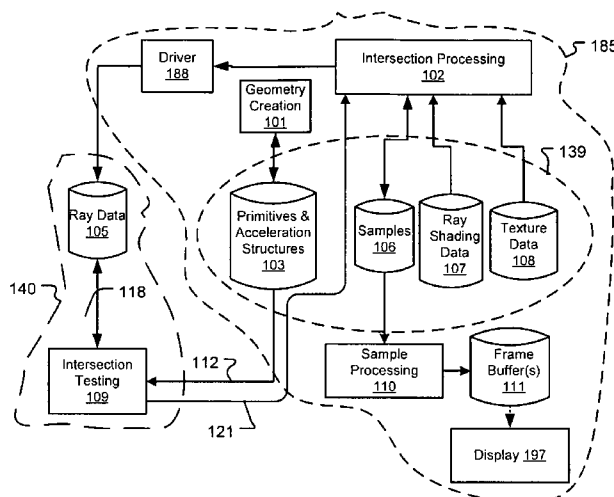 185
Driver
188
Intersection Processing
102
Geometry
Creation
101
139
Ray Data
105
Primitives &
Acceleration
Structures
103
Samples
106
Ray
Shading
Data
107
Texture
Data
108
140
118
Intersection
Testing
109
112
121
Sample
Processing
110
Frame
Buffer(s)
111
Display 197